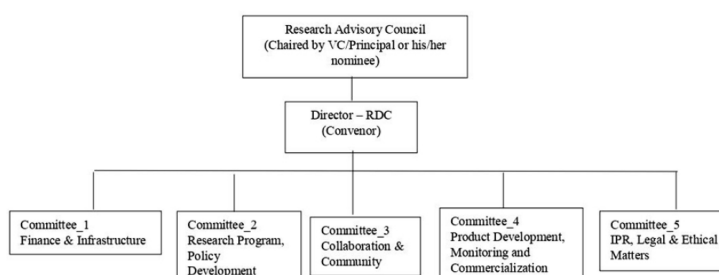 Research Advisory Council
(Chaired by VC/Principal or his/her
nominee)
Director – RDC
(Convenor)
Committee_1
Finance & Infrastructure
Committee_2
Research Program,
Policy
Development
Committee_3
Collaboration &
Community
Committee_4
Product Development,
Monitoring and
Commercialization
Committee_5
IPR, Legal & Ethical
Matters